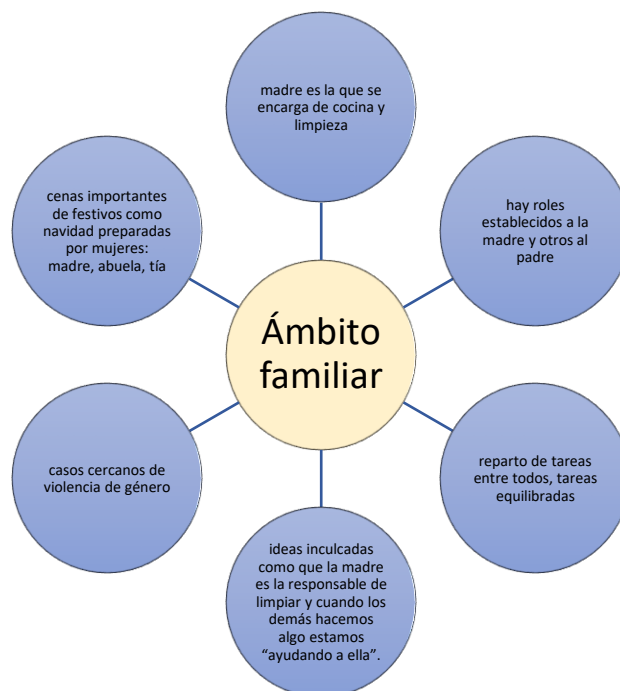 madre es la que se
encarga de cocina y
limpieza
cenas importantes
de festivos como
navidad preparadas
por mujeres:
madre, abuela, tía
hay roles
establecidos a la
madre y otros al
padre
Ámbito
familiar
casos cercanos de
violencia de género
reparto de tareas
entre todos, tareas
equilibradas
ideas inculcadas
como que la madre
es la responsable de
limpiar y cuando los
demás hacemos
algo estamos
“ayudando a ella”.